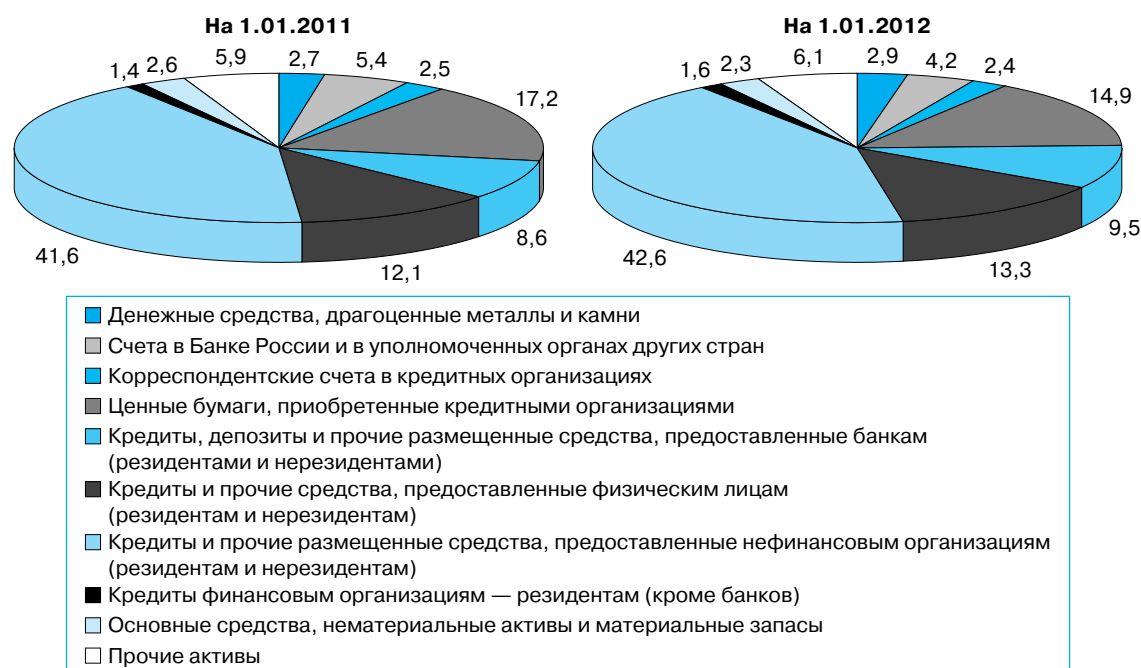 На 1.01.2011
1,4 2,6 5,9 2,7 5,4 2,5
17,2
8,6
12,1
41,6
На 1.01.2012
1,6 2,3 6,1 2,9 4,2 2,4
14,9
9,5
13,3
42,6
Денежные средства, драгоценные металлы и камни
Счета в Банке России и в уполномоченных органах других стран
Корреспондентские счета в кредитных организациях
Ценные бумаги, приобретенные кредитными организациями
Кредиты, депозиты и прочие размещенные средства, предоставленные банкам
(резидентами и нерезидентами)
Кредиты и прочие средства, предоставленные физическим лицам
(резидентам и нерезидентам)
Кредиты и прочие размещенные средства, предоставленные нефинансовым организациям
(резидентам и нерезидентам)
Кредиты финансовым организациям — резидентам (кроме банков)
Основные средства, нематериальные активы и материальные запасы
Прочие активы